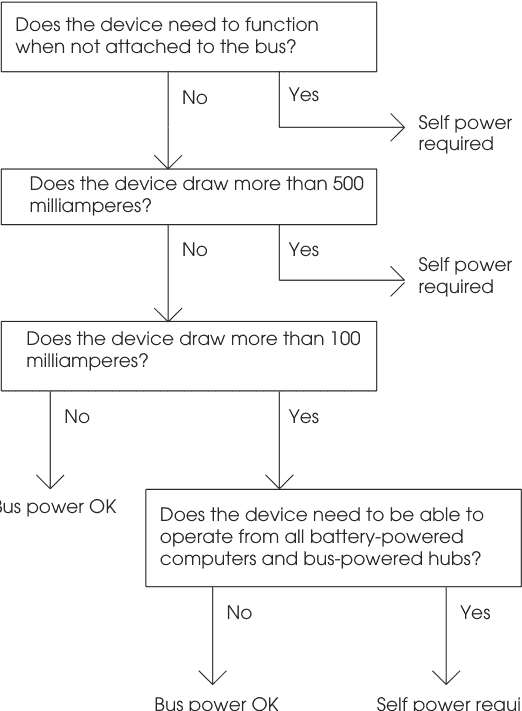 Does the device need to function
when not attached to the bus?
No
Yes
Self power
required
Does the device draw more than 500
milliamperes?
No
Yes
Self power
required
Does the device draw more than 100
milliamperes?
No
Yes
Bus power OK
Does the device need to be able to
operate from all battery-powered
computers and bus-powered hubs?
No
Yes
Bus power OK
Self power requi